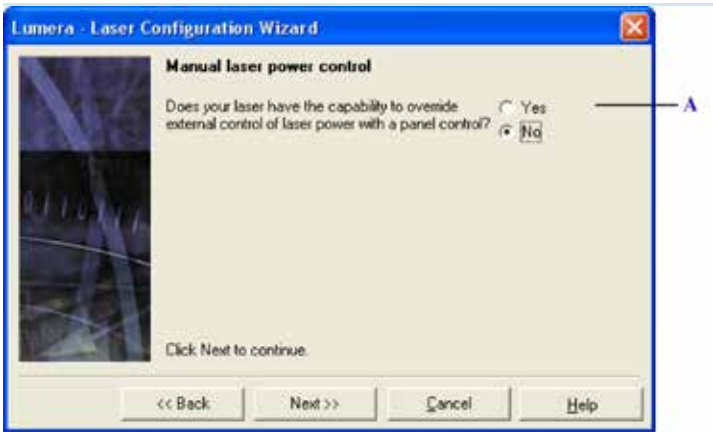 Lumera - Laser Configuration Wizard
Manual laser power control
Does your laser have the capability to override
external control of laser power with a panel control?
Yes
No
A
Click Next to continue.
<< Back
Next >>
Cancel
Help